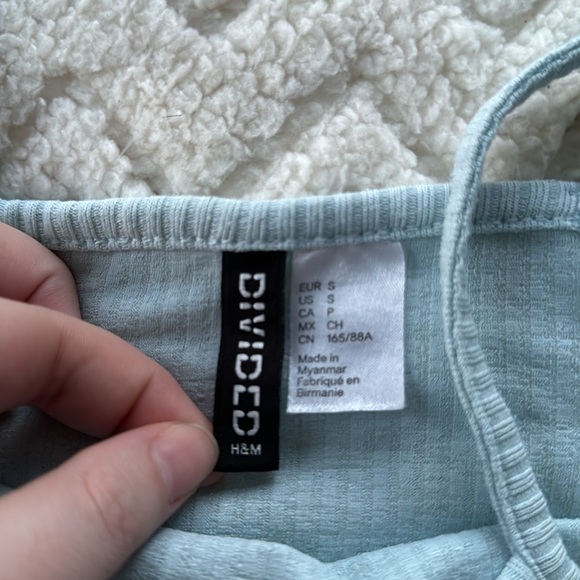 DIVIDED
H&M
EUR S
US S
CA P
MX CH
CN 165/88A
Made in
Myanmar
Fabriqué en
Birmanie